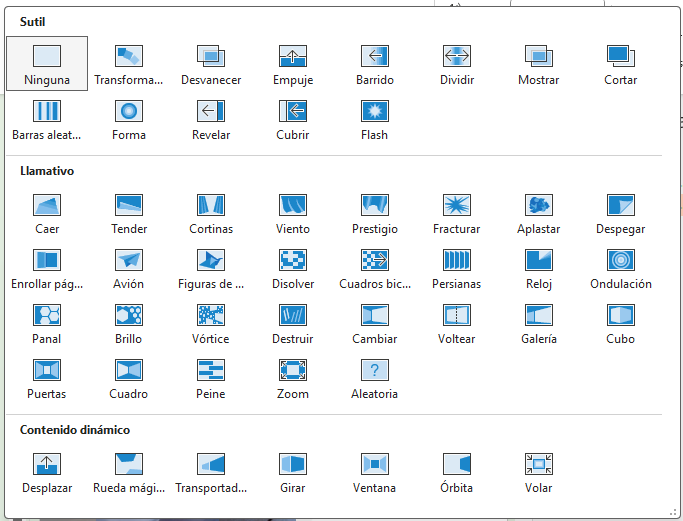 Sutil
Ninguna Transforma... Desvanecer Empuje Barrido Dividir Mostrar Cortar
Barras aleat... Forma Revelar Cubrir Flash
Llamativo
Caer Tender Cortinas Viento Prestigio Fracturar Aplastar Despegar
Enrollar pág... Avión Figuras de ... Disolver Cuadros bic... Persianas Reloj Ondulación
Panal Brillo Vórtice Destruir Cambiar Voltear Galería Cubo
Puertas Cuadro Peine Zoom Aleatoria
Contenido dinámico
Desplazar Rueda mági... Transportad... Girar Ventana Órbita Volar